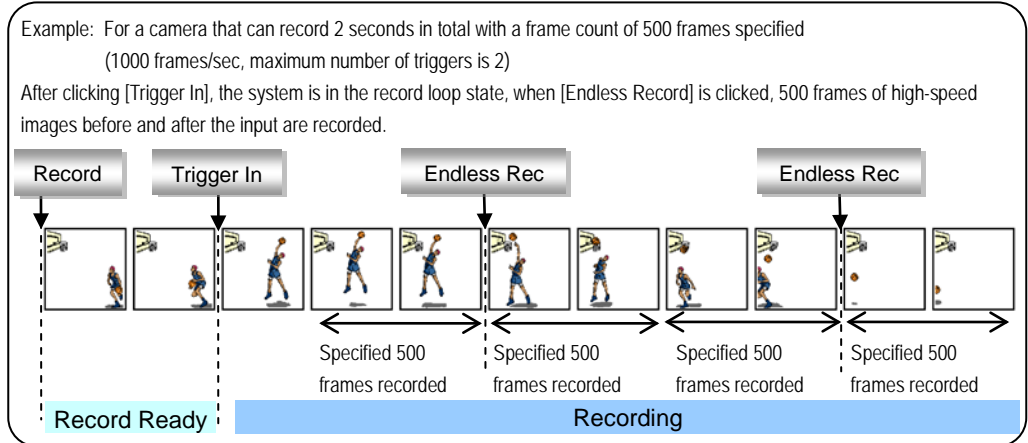 Example: For a camera that can record 2 seconds in total with a frame count of 500 frames specified
(1000 frames/sec, maximum number of triggers is 2)
After clicking [Trigger In], the system is in the record loop state, when [Endless Record] is clicked, 500 frames of high-speed
images before and after the input are recorded.
Record
Trigger In
Endless Rec
Endless Rec
Specified 500
frames recorded
Specified 500
frames recorded
Specified 500
frames recorded
Specified 500
frames recorded
Record Ready
Recording